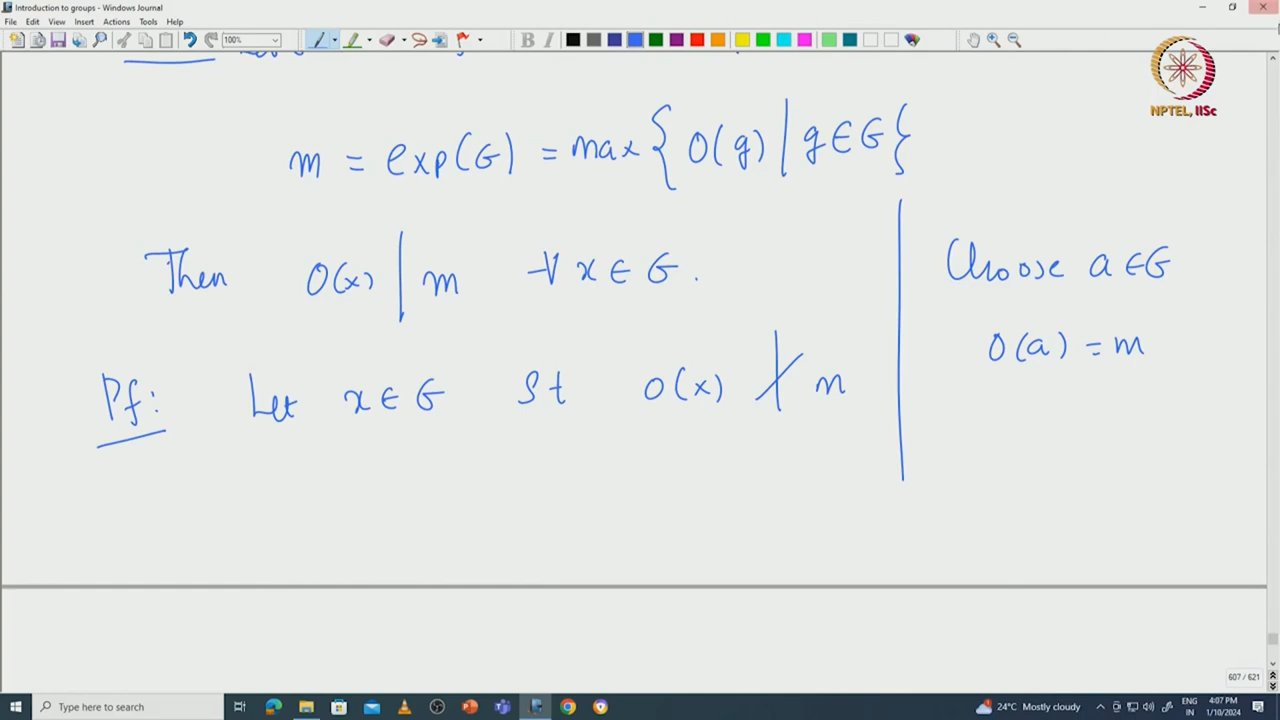 Introduction to groups - Windows Journal
File Edit View Insert Actions Tools Help
100%
B I
NPTEL, IISc
m = exp(G) = max{ O(g) | g ∈ G }
Then O(x) | m ∀ x ∈ G.
Choose a ∈ G
O(a) = m
Pf: Let x ∈ G St O(x) ∤ m
607 / 621
Type here to search
24°C Mostly cloudy
ENG
IN
4:07 PM
1/10/2024